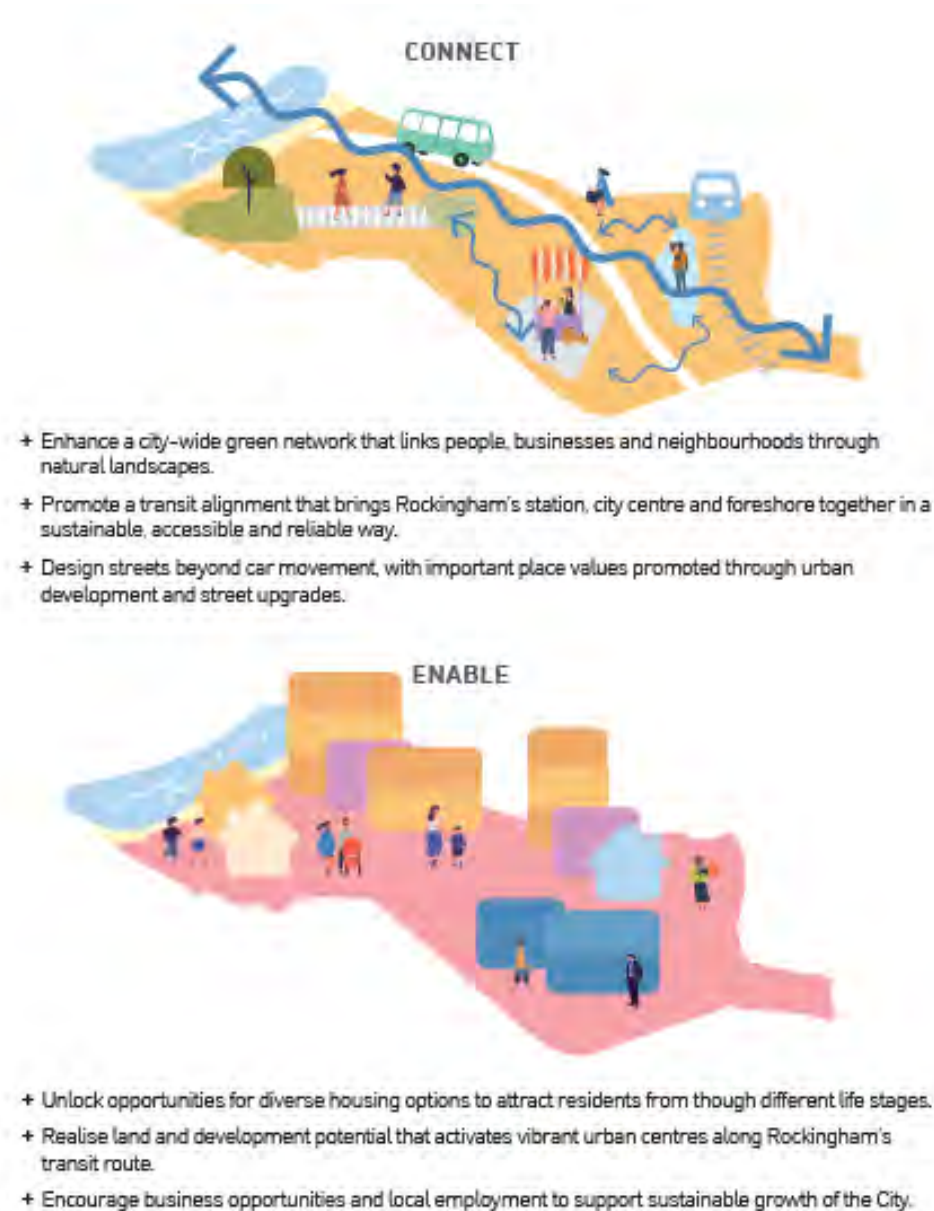 CONNECT
+ Enhance a city-wide green network that links people, businesses and neighbourhoods through
natural landscapes.
+ Promote a transit alignment that brings Rockingham's station, city centre and foreshore together in a
sustainable, accessible and reliable way.
+ Design streets beyond car movement, with important place values promoted through urban
development and street upgrades.
ENABLE
+ Unlock opportunities for diverse housing options to attract residents from though different life stages.
+ Realise land and development potential that activates vibrant urban centres along Rockingham's
transit route.
+ Encourage business opportunities and local employment to support sustainable growth of the City.